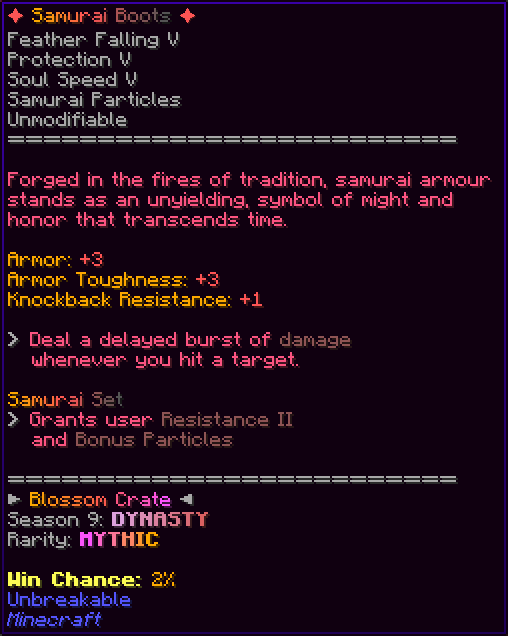 ✦ Samurai Boots ✦
Feather Falling V
Protection V
Soul Speed V
Samurai Particles
Unmodifiable
============================
Forged in the fires of tradition, samurai armour
stands as an unyielding, symbol of might and
honor that transcends time.
Armor: +3
Armor Toughness: +3
Knockback Resistance: +1
> Deal a delayed burst of damage
whenever you hit a target.
Samurai Set
> Grants user Resistance II
and Bonus Particles
============================
► Blossom Crate ◄
Season 9: DYNASTY
Rarity: MYTHIC
Win Chance: 2%
Unbreakable
Minecraft